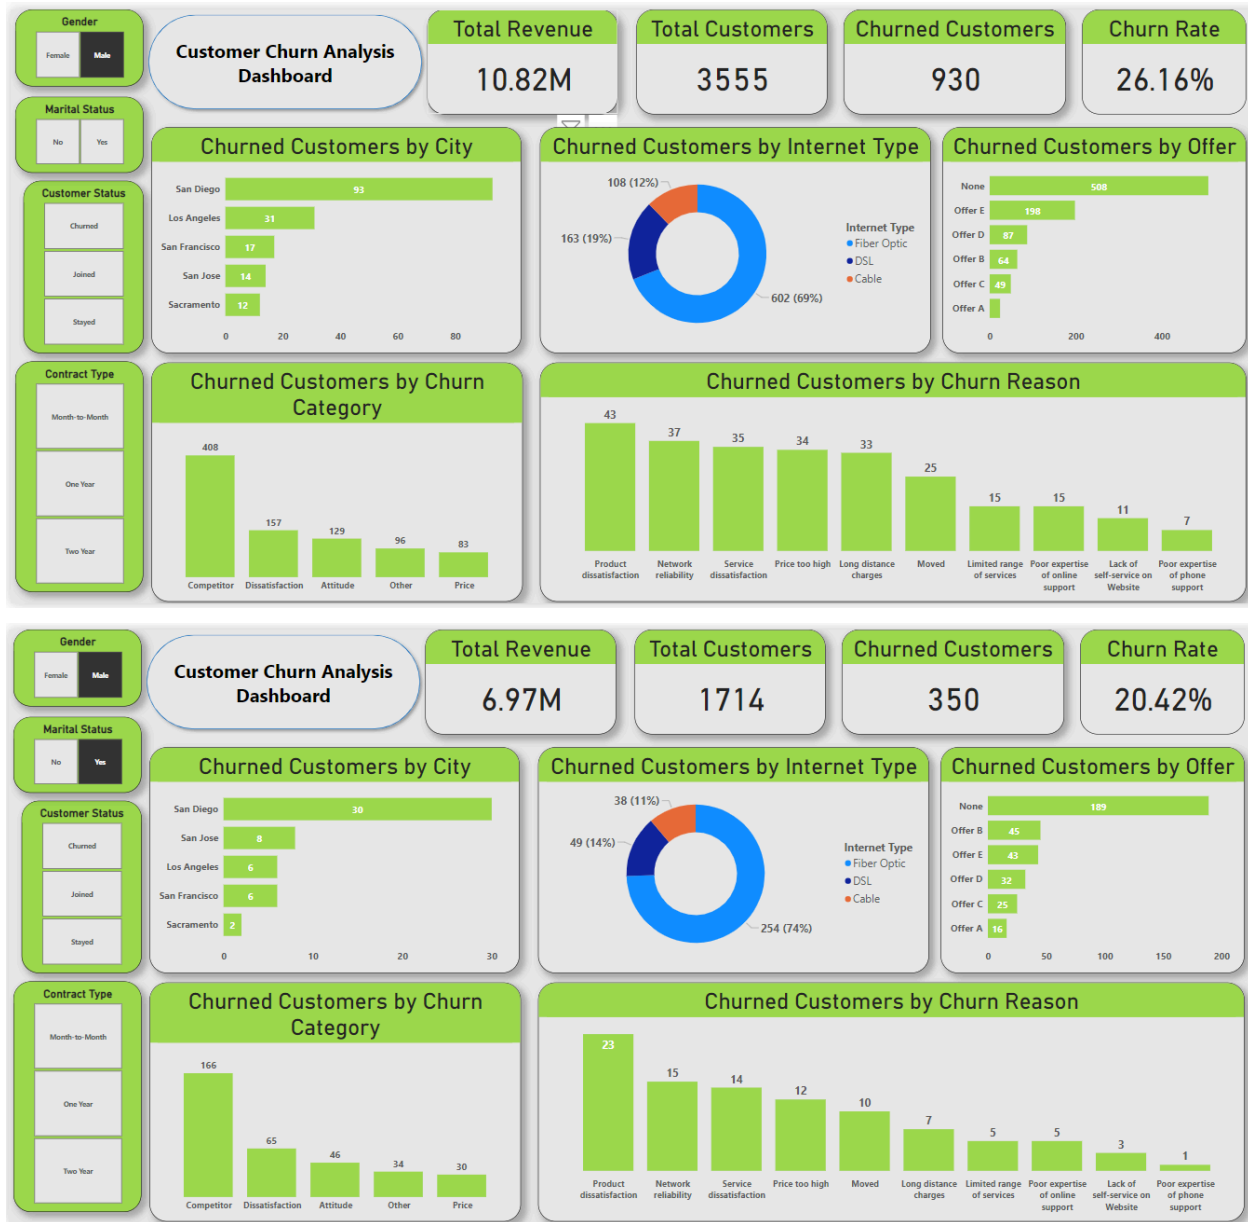 Gender
Female
Male
Customer Churn Analysis
Dashboard
Total Revenue
10.82M
Total Customers
3555
Churned Customers
930
Churn Rate
26.16%
Marital Status
No
Yes
Customer Status
Churned
Joined
Stayed
Contract Type
Month-to-Month
One Year
Two Year
Churned Customers by City
San Diego
93
Los Angeles
31
San Francisco
17
San Jose
14
Sacramento
12
0
20
40
60
80
Churned Customers by Internet Type
108 (12%)
163 (19%)
602 (69%)
Internet Type
Fiber Optic
DSL
Cable
Churned Customers by Offer
None
508
Offer E
198
Offer D
87
Offer B
64
Offer C
49
Offer A
0
200
400
Churned Customers by Churn
Category
408
157
129
96
83
Competitor
Dissatisfaction
Attitude
Other
Price
Churned Customers by Churn Reason
43
37
35
34
33
25
15
15
11
7
Product
dissatisfaction
Network
reliability
Service
dissatisfaction
Price too high
Long distance
charges
Moved
Limited range
of services
Poor expertise
of online
support
Lack of
self-service on
Website
Poor expertise
of phone
support
Gender
Female
Male
Customer Churn Analysis
Dashboard
Total Revenue
6.97M
Total Customers
1714
Churned Customers
350
Churn Rate
20.42%
Marital Status
No
Yes
Customer Status
Churned
Joined
Stayed
Contract Type
Month-to-Month
One Year
Two Year
Churned Customers by City
San Diego
30
San Jose
8
Los Angeles
6
San Francisco
6
Sacramento
2
0
10
20
30
Churned Customers by Internet Type
38 (11%)
49 (14%)
254 (74%)
Internet Type
Fiber Optic
DSL
Cable
Churned Customers by Offer
None
189
Offer B
45
Offer E
43
Offer D
32
Offer C
25
Offer A
16
0
50
100
150
200
Churned Customers by Churn
Category
166
65
46
34
30
Competitor
Dissatisfaction
Attitude
Other
Price
Churned Customers by Churn Reason
23
15
14
12
10
7
5
5
3
1
Product
dissatisfaction
Network
reliability
Service
dissatisfaction
Price too high
Moved
Long distance
charges
Limited range
of services
Poor expertise
of online
support
Lack of
self-service on
Website
Poor expertise
of phone
support